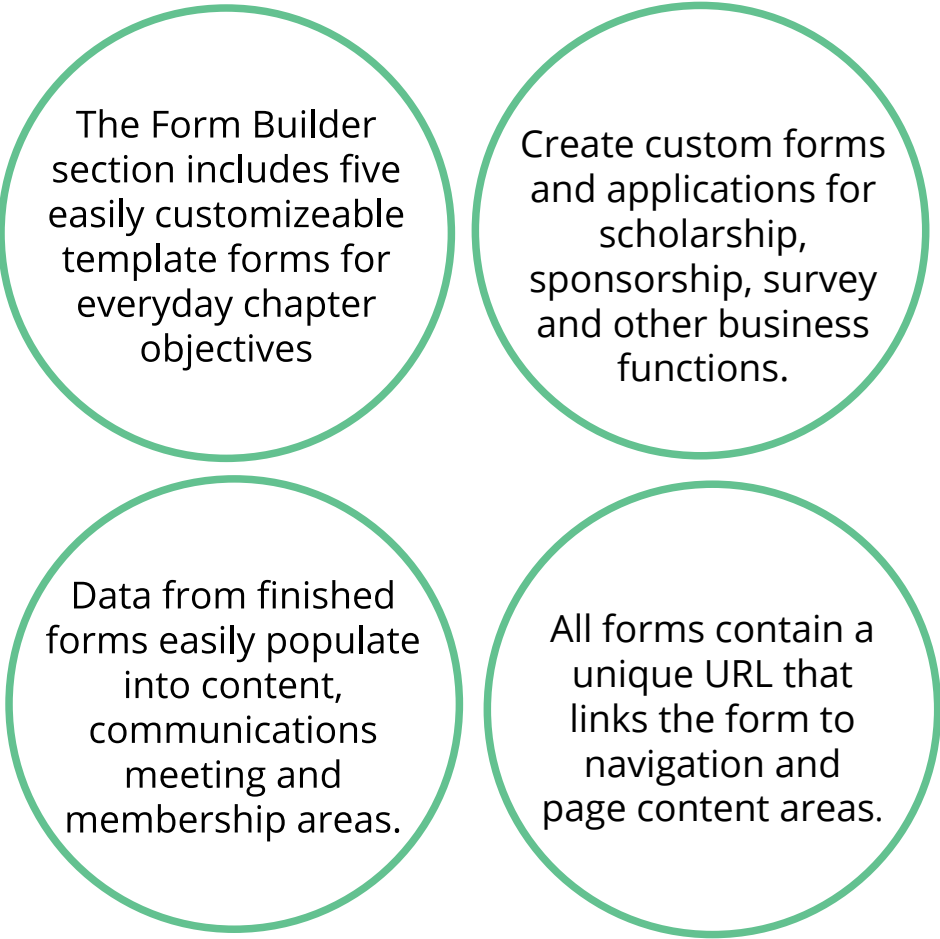 The Form Builder
section includes five
easily customizeable
template forms for
everyday chapter
objectives
Create custom forms
and applications for
scholarship,
sponsorship, survey
and other business
functions.
Data from finished
forms easily populate
into content,
communications
meeting and
membership areas.
All forms contain a
unique URL that
links the form to
navigation and
page content areas.